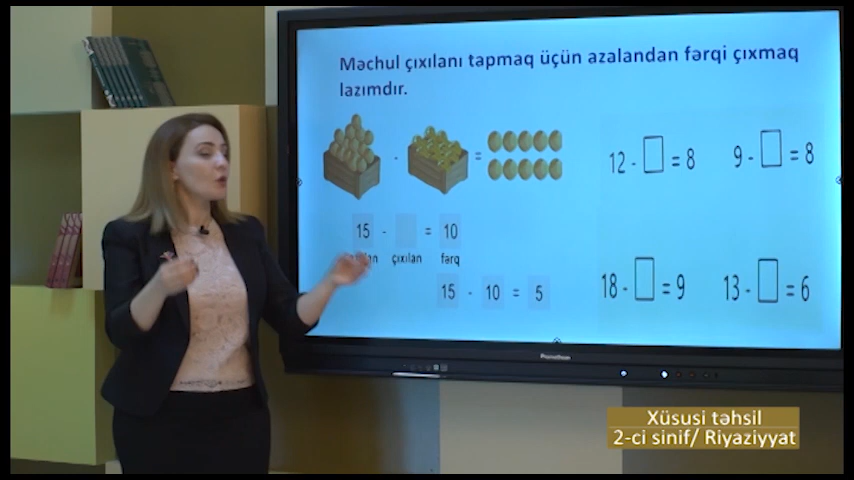 Məchul çıxılanı tapmaq üçün azalandan fərqi çıxmaq
lazımdır.
- =
12 - = 8
9 - = 8
15 - = 10
çıxılan fərq
15 - 10 = 5
18 - = 9
13 - = 6
Promethean
Xüsusi təhsil
2-ci sinif/ Riyaziyyat